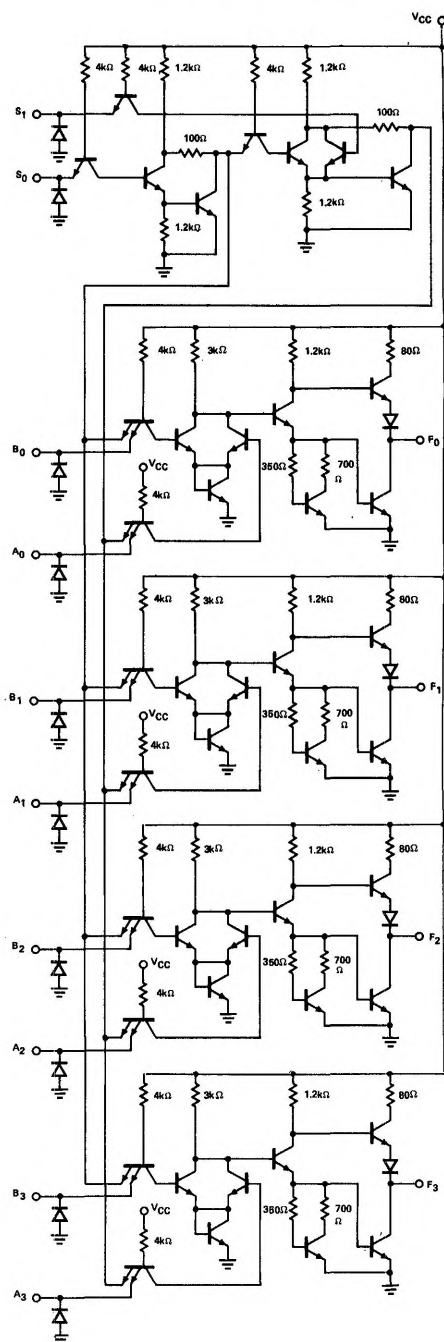 VCC
4kΩ 4kΩ 1.2kΩ 4kΩ 1.2kΩ
S1
100Ω
100Ω
S0
1.2kΩ
1.2kΩ
4kΩ 3kΩ 1.2kΩ 80Ω
B0
F0
VCC
350Ω 700 Ω
4kΩ
A0
4kΩ 3kΩ 1.2kΩ 80Ω
B1
F1
VCC
350Ω 700 Ω
4kΩ
A1
4kΩ 3kΩ 1.2kΩ 80Ω
B2
F2
VCC
350Ω 700 Ω
4kΩ
A2
4kΩ 3kΩ 1.2kΩ 80Ω
B3
F3
VCC
350Ω 700 Ω
4kΩ
A3